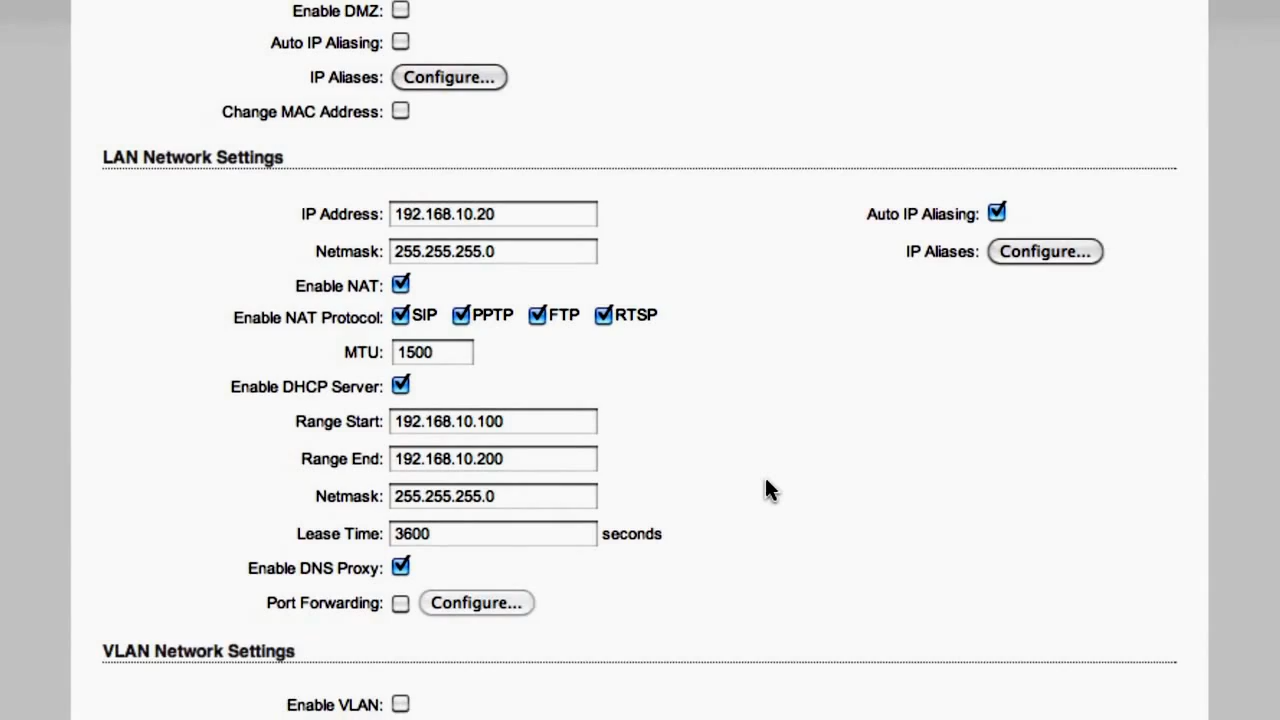 Enable DMZ:
Auto IP Aliasing:
IP Aliases: Configure...
Change MAC Address:
LAN Network Settings
IP Address: 192.168.10.20 Auto IP Aliasing:
Netmask: 255.255.255.0 IP Aliases: Configure...
Enable NAT:
Enable NAT Protocol: SIP PPTP FTP RTSP
MTU: 1500
Enable DHCP Server:
Range Start: 192.168.10.100
Range End: 192.168.10.200
Netmask: 255.255.255.0
Lease Time: 3600 seconds
Enable DNS Proxy:
Port Forwarding: Configure...
VLAN Network Settings
Enable VLAN: